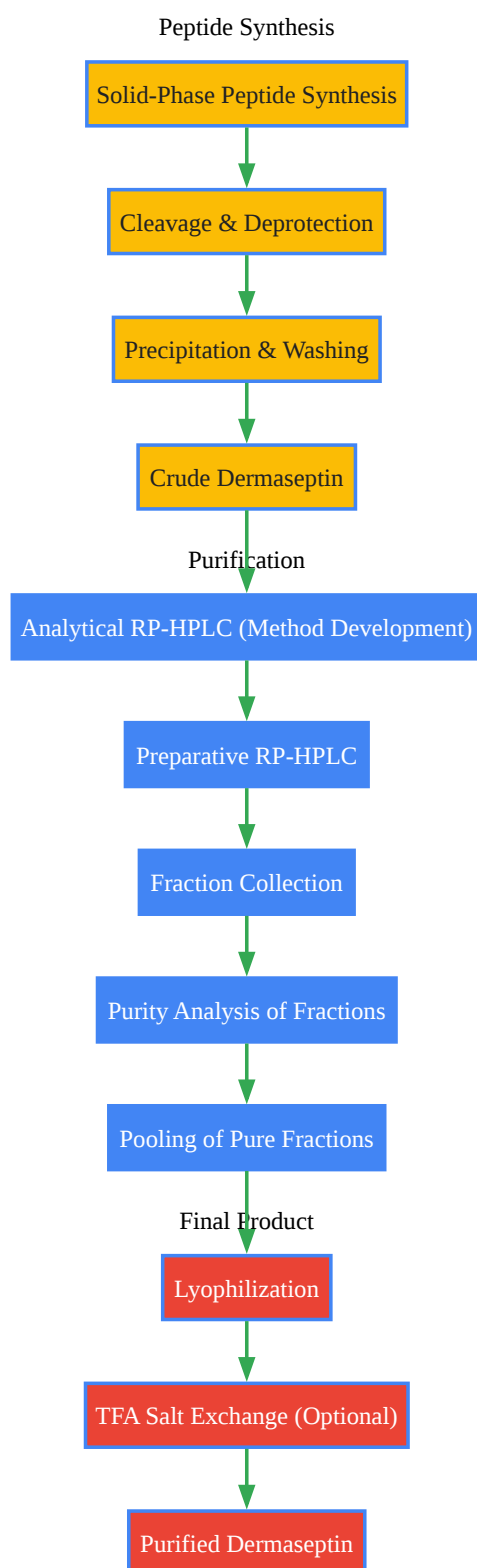 Peptide Synthesis
Solid-Phase Peptide Synthesis
Cleavage & Deprotection
Precipitation & Washing
Crude Dermaseptin
Purification
Analytical RP-HPLC (Method Development)
Preparative RP-HPLC
Fraction Collection
Purity Analysis of Fractions
Pooling of Pure Fractions
Final Product
Lyophilization
TFA Salt Exchange (Optional)
Purified Dermaseptin